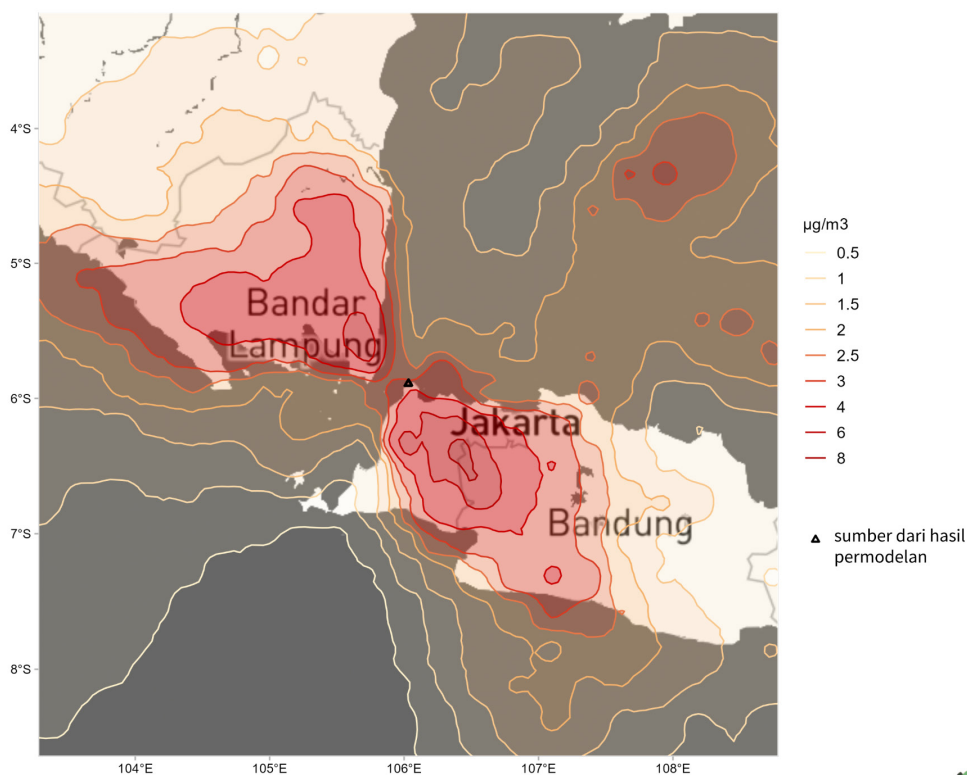 4°S
5°S
6°S
7°S
8°S
104°E
105°E
106°E
107°E
108°E
Bandar
Lampung
Jakarta
Bandung
µg/m3
0.5
1
1.5
2
2.5
3
4
6
8
sumber dari hasil
permodelan